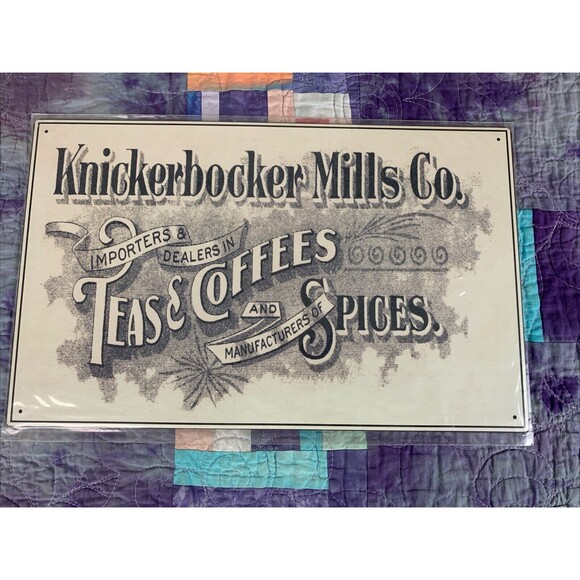 Knickerbocker Mills Co.
IMPORTERS &
DEALERS IN
TEAS & COFFEES
AND
MANUFACTURERS OF
SPICES.